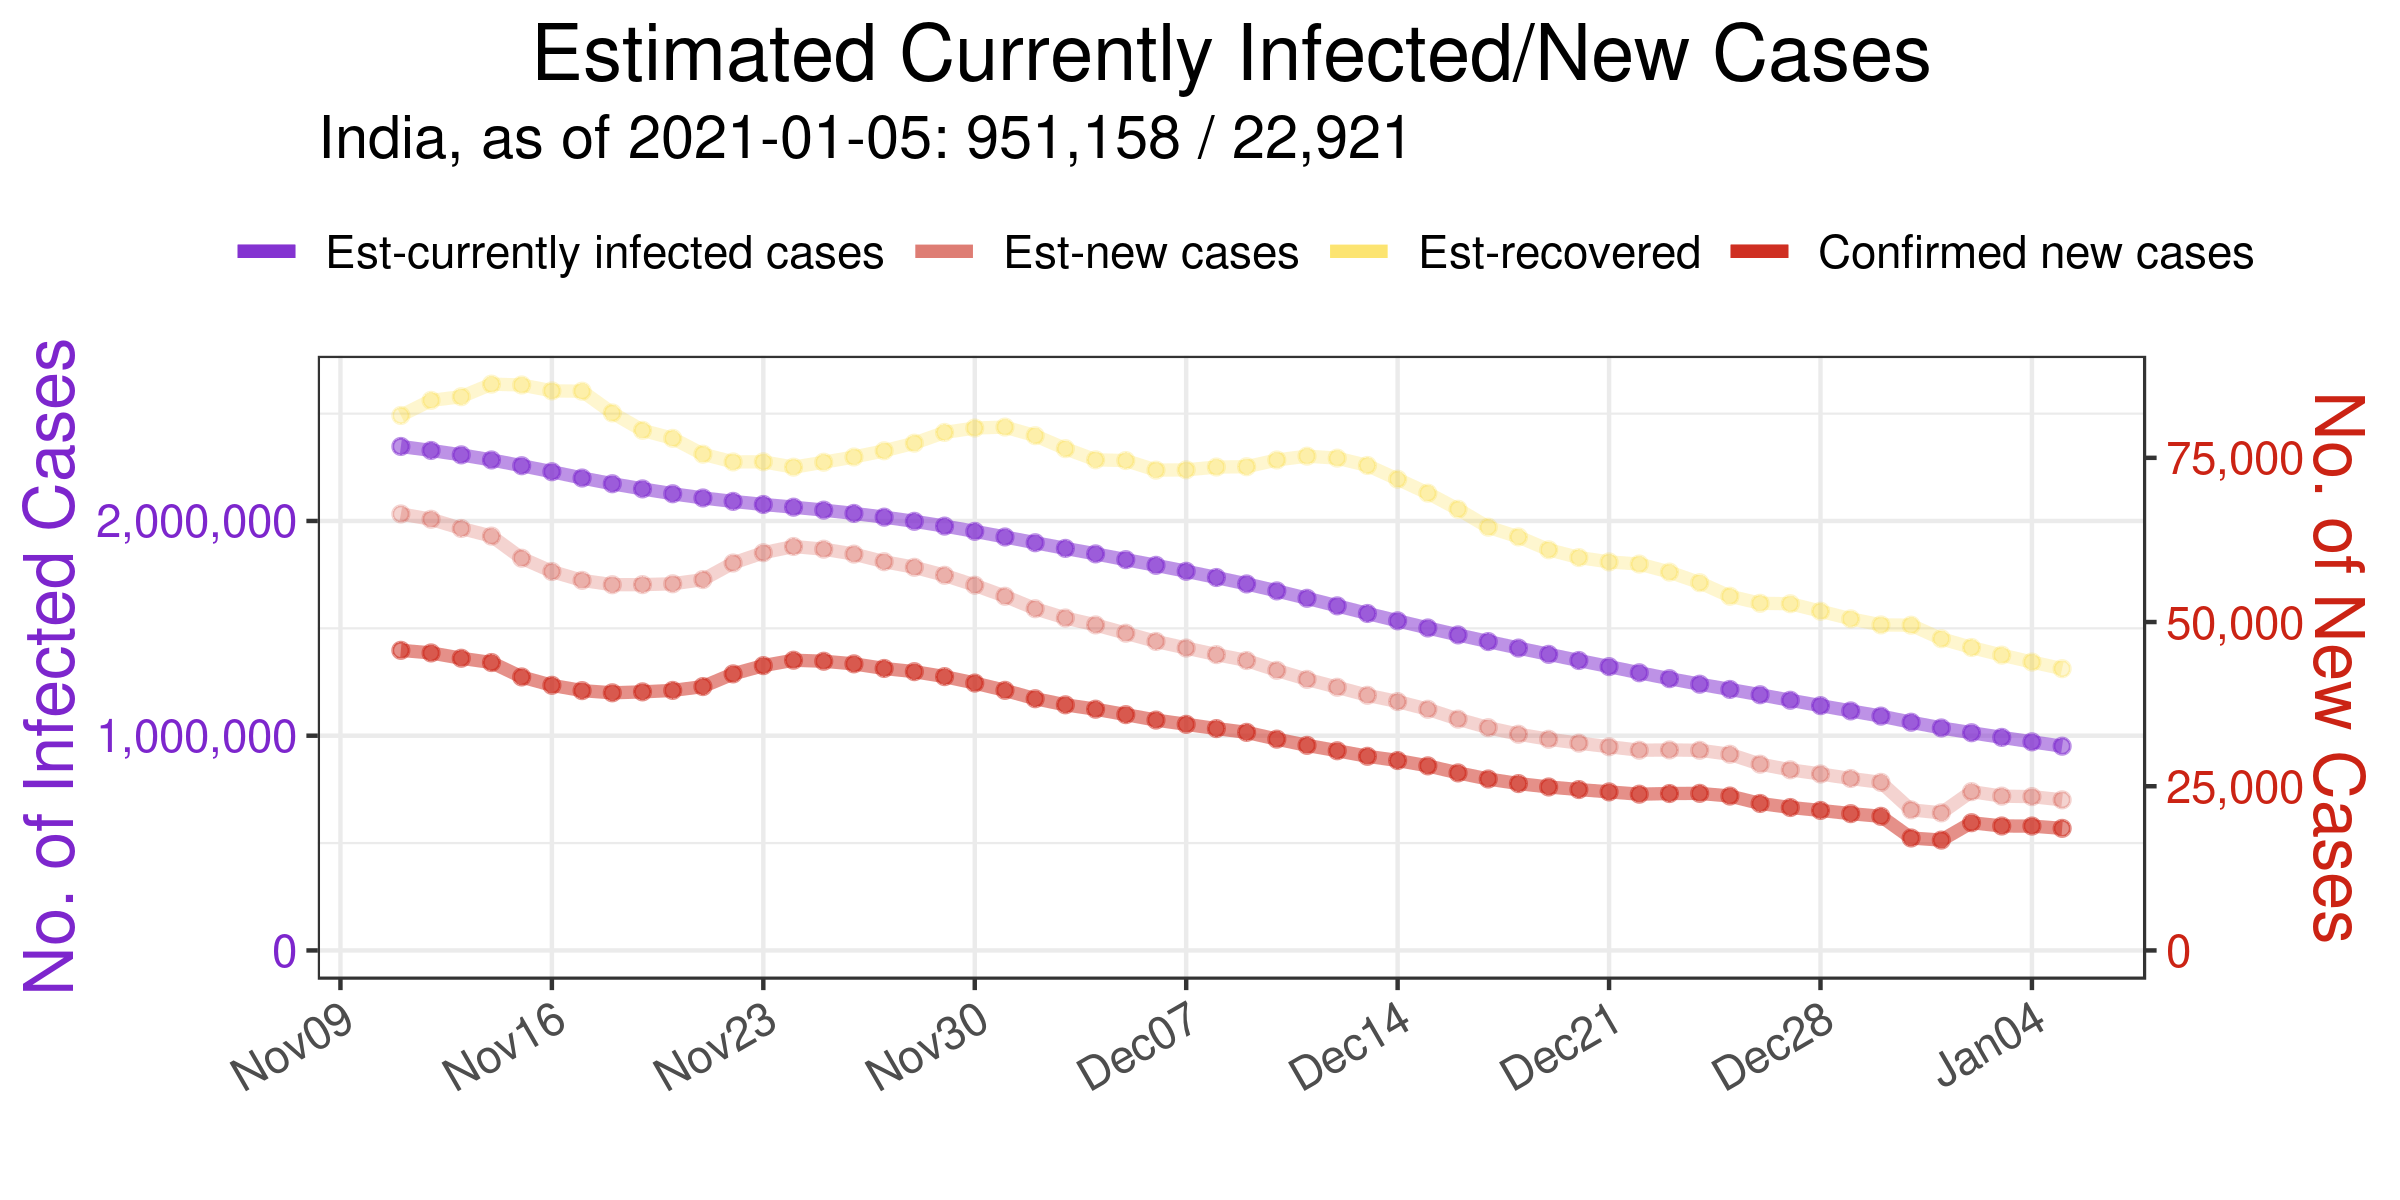 Estimated Currently Infected/New Cases
India, as of 2021-01-05: 951,158 / 22,921
Est-currently infected cases Est-new cases Est-recovered Confirmed new cases
No. of Infected Cases
2,000,000
1,000,000
0
75,000
50,000
25,000
0
No. of New Cases
Nov09 Nov16 Nov23 Nov30 Dec07 Dec14 Dec21 Dec28 Jan04